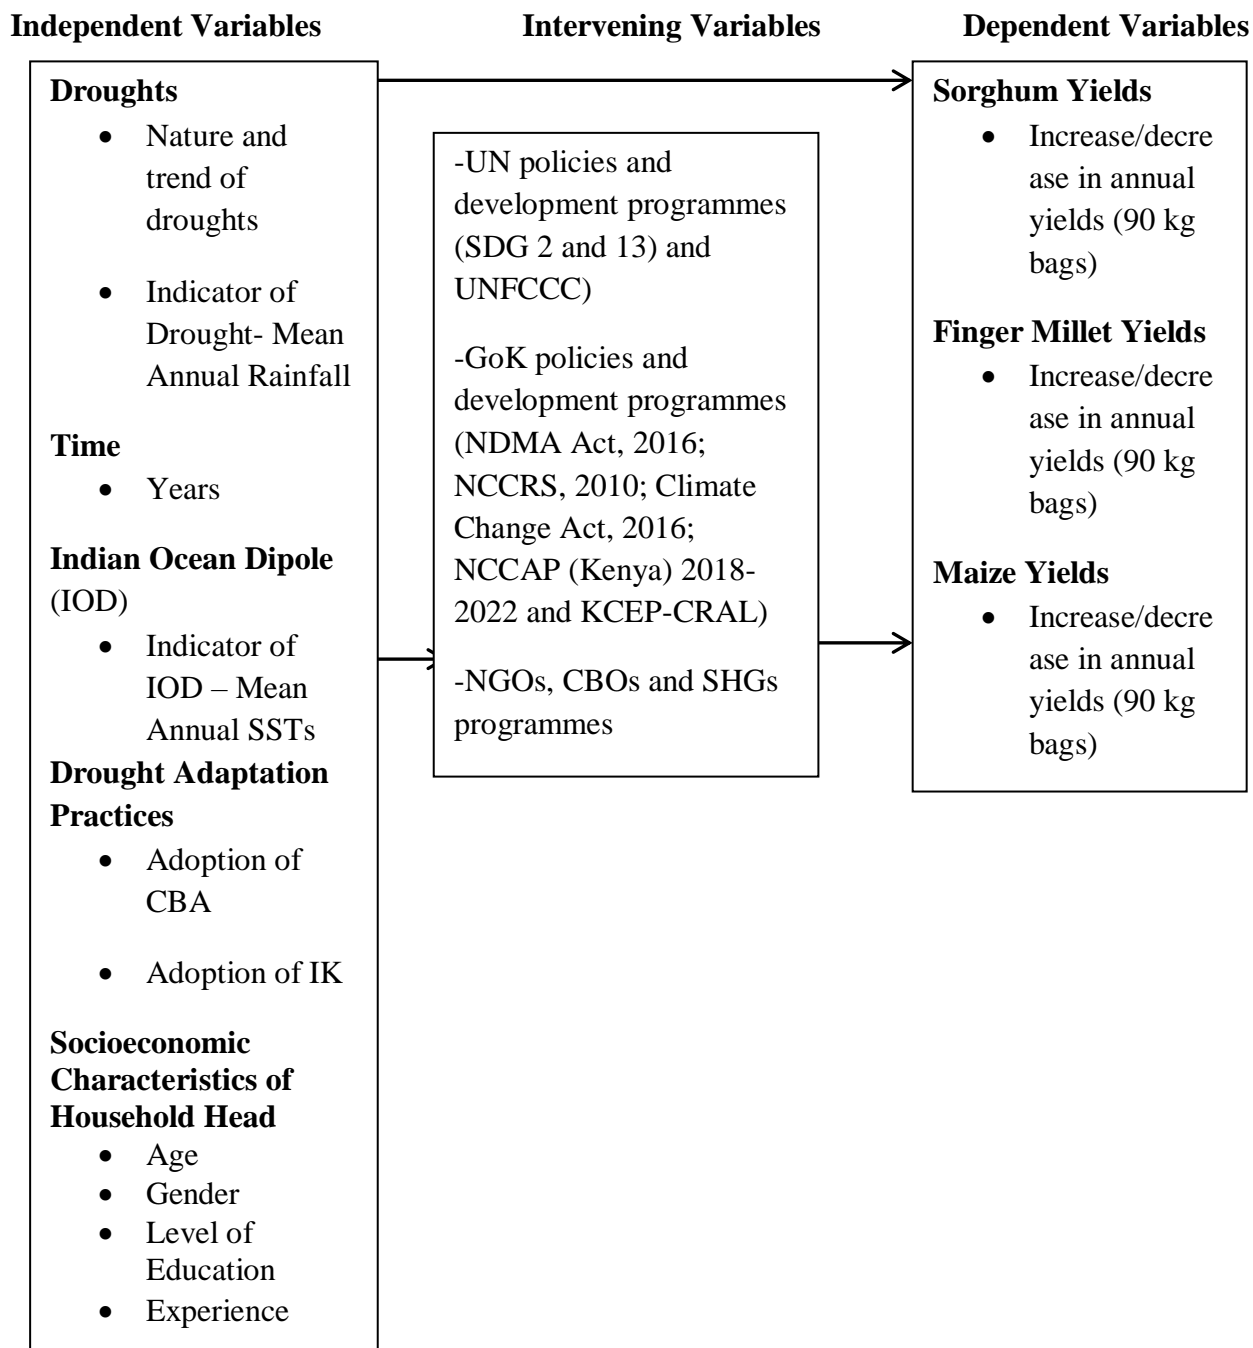 Independent Variables
Intervening Variables
Dependent Variables
Droughts
• Nature and
trend of
droughts
• Indicator of
Drought- Mean
Annual Rainfall
Time
• Years
Indian Ocean Dipole
(IOD)
• Indicator of
IOD – Mean
Annual SSTs
Drought Adaptation
Practices
• Adoption of
CBA
• Adoption of IK
Socioeconomic
Characteristics of
Household Head
• Age
• Gender
• Level of
Education
• Experience
-UN policies and
development programmes
(SDG 2 and 13) and
UNFCCC)
-GoK policies and
development programmes
(NDMA Act, 2016;
NCCRS, 2010; Climate
Change Act, 2016;
NCCAP (Kenya) 2018-
2022 and KCEP-CRAL)
-NGOs, CBOs and SHGs
programmes
Sorghum Yields
• Increase/decre
ase in annual
yields (90 kg
bags)
Finger Millet Yields
• Increase/decre
ase in annual
yields (90 kg
bags)
Maize Yields
• Increase/decre
ase in annual
yields (90 kg
bags)